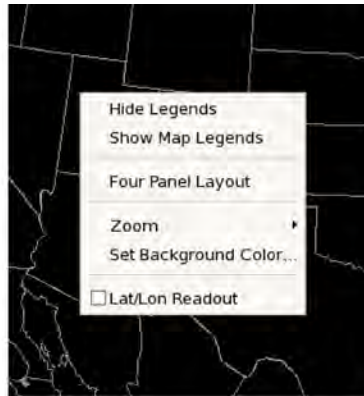 Hide Legends
Show Map Legends
Four Panel Layout
Zoom
Set Background Color...
Lat/Lon Readout